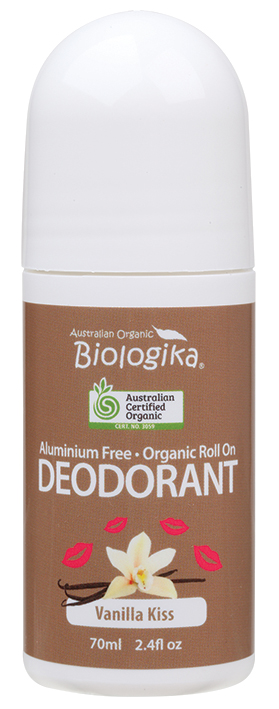 Australian Organic
Biologika®
Australian
Certified
Organic
CERT. NO. 3059
Aluminium Free • Organic Roll On
DEODORANT
Vanilla Kiss
70ml 2.4fl oz